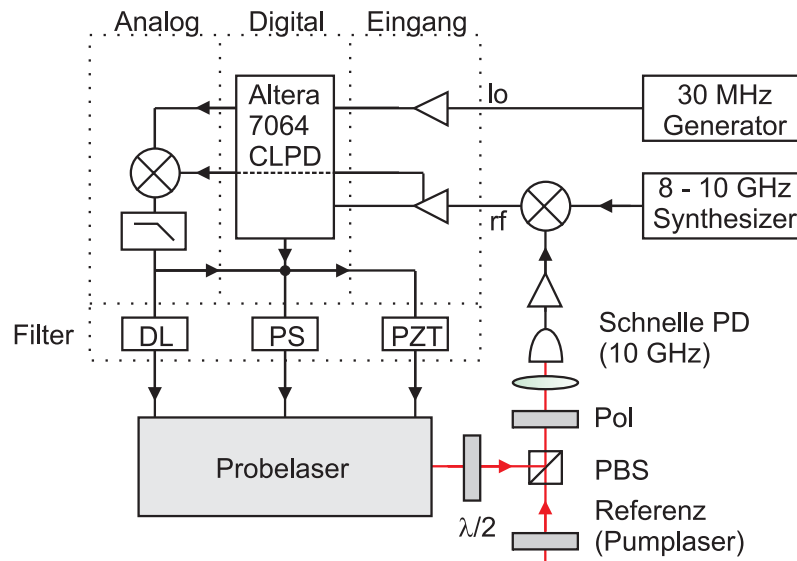 Analog
Digital
Eingang
Altera
7064
CLPD
lo
30 MHz
Generator
rf
8 - 10 GHz
Synthesizer
Filter
DL
PS
PZT
Schnelle PD
(10 GHz)
Pol
PBS
Probelaser
λ/2
Referenz
(Pumplaser)